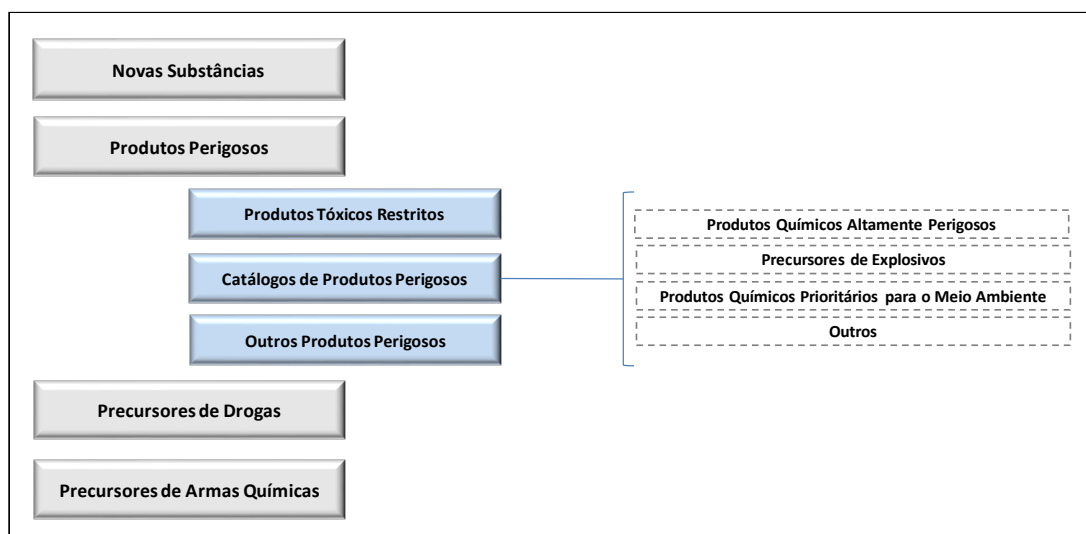 Novas Substâncias
Produtos Perigosos
Produtos Tóxicos Restritos
Catálogos de Produtos Perigosos
Outros Produtos Perigosos
Produtos Químicos Altamente Perigosos
Precursores de Explosivos
Produtos Químicos Prioritários para o Meio Ambiente
Outros
Precursores de Drogas
Precursores de Armas Químicas